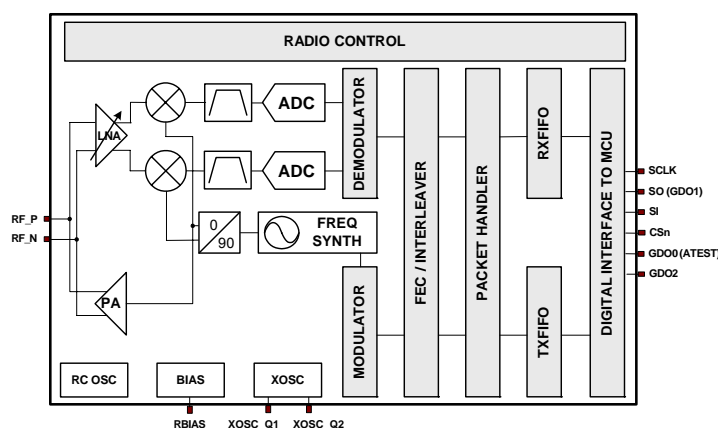 RADIO CONTROL
LNA
ADC
ADC
DEMODULATOR
FEC / INTERLEAVER
PACKET HANDLER
RXFIFO
DIGITAL INTERFACE TO MCU
SCLK
SO (GDO1)
SI
CSn
GDO0 (ATEST)
GDO2
RF_P
RF_N
0
90
FREQ
SYNTH
PA
MODULATOR
TXFIFO
RC OSC
BIAS
XOSC
RBIAS
XOSC_Q1
XOSC_Q2